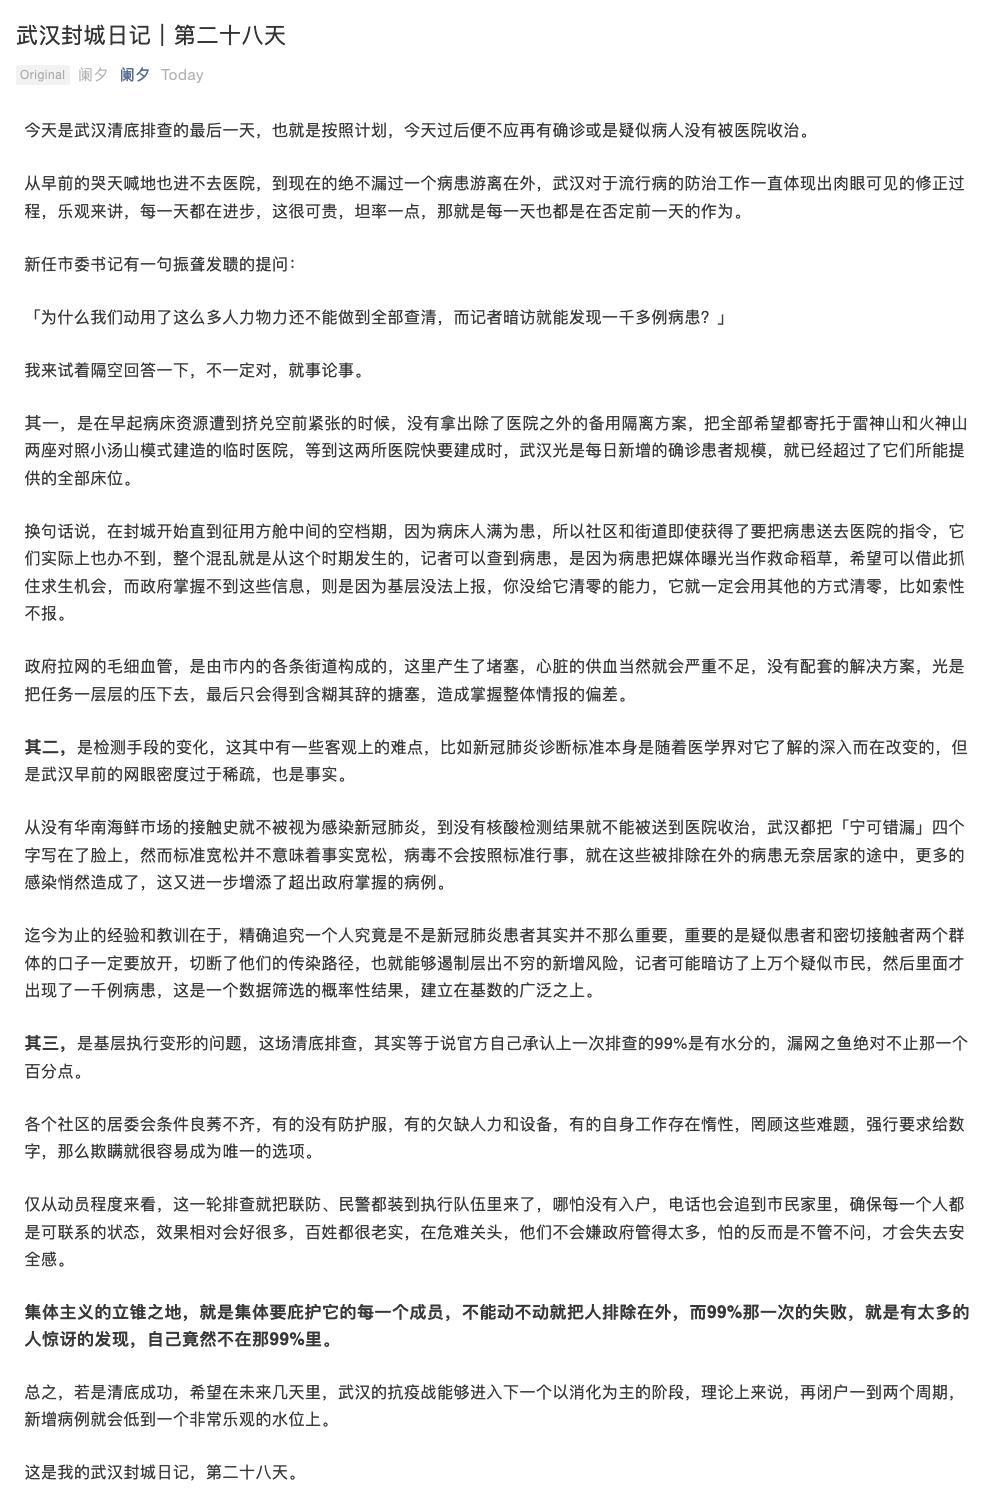 武汉封城日记 | 第二十八天
Original 阑夕 阑夕 Today
今天是武汉清底排查的最后一天，也就是按照计划，今天过后便不应再有确诊或是疑似病人没有被医院收治。
从早前的哭天喊地也进不去医院，到现在的绝不漏过一个病患游离在外，武汉对于流行病的防治工作一直体现出肉眼可见的修正过
程，乐观来讲，每一天都在进步，这很可贵，坦率一点，那就是每一天也都是在否定前一天的作为。
新任市委书记有一句振聋发聩的提问：
「为什么我们动用了这么多人力物力还不能做到全部查清，而记者暗访就能发现一千多例病患？」
我来试着隔空回答一下，不一定对，就事论事。
其一，是在早起病床资源遭到挤兑空前紧张的时候，没有拿出除了医院之外的备用隔离方案，把全部希望都寄托于雷神山和火神山
两座对照小汤山模式建造的临时医院，等到这两所医院快要建成时，武汉光是每日新增的确诊患者规模，就已经超过了它们所能提
供的全部床位。
换句话说，在封城开始直到征用方舱中间的空档期，因为病床人满为患，所以社区和街道即使获得了要把病患送去医院的指令，它
们实际上也办不到，整个混乱就是从这个时期发生的，记者可以查到病患，是因为病患把媒体曝光当作救命稻草，希望可以借此抓
住求生机会，而政府掌握不到这些信息，则是因为基层没法上报，你没给它清零的能力，它就一定会用其他的方式清零，比如索性
不报。
政府拉网的毛细血管，是由市内的各条街道构成的，这里产生了堵塞，心脏的供血当然就会严重不足，没有配套的解决方案，光是
把任务一层层的压下去，最后只会得到含糊其辞的搪塞，造成掌握整体情报的偏差。
其二，是检测手段的变化，这其中有一些客观上的难点，比如新冠肺炎诊断标准本身是随着医学界对它了解的深入而在改变的，但
是武汉早前的网眼密度过于稀疏，也是事实。
从没有华南海鲜市场的接触史就不被视为感染新冠肺炎，到没有核酸检测结果就不能被送到医院收治，武汉都把「宁可错漏」四个
字写在了脸上，然而标准宽松并不意味着事实宽松，病毒不会按照标准行事，就在这些被排除在外的病患无奈居家的途中，更多的
感染悄然造成了，这又进一步增添了超出政府掌握的病例。
迄今为止的经验和教训在于，精确追究一个人究竟是不是新冠肺炎患者其实并不那么重要，重要的是疑似患者和密切接触者两个群
体的口子一定要放开，切断了他们的传染路径，也就能够遏制层出不穷的新增风险，记者可能暗访了上万个疑似市民，然后里面才
出现了一千例病患，这是一个数据筛选的概率性结果，建立在基数的广泛之上。
其三，是基层执行变形的问题，这场清底排查，其实等于说官方自己承认上一次排查的99%是有水分的，漏网之鱼绝对不止那一个
百分点。
各个社区的居委会条件良莠不齐，有的没有防护服，有的欠缺人力和设备，有的自身工作存在惰性，罔顾这些难题，强行要求给数
字，那么欺瞒就很容易成为唯一的选项。
仅从动员程度来看，这一轮排查就把联防、民警都装到执行队伍里来了，哪怕没有入户，电话也会追到市民家里，确保每一个人都
是可联系的状态，效果相对会好很多，百姓都很老实，在危难关头，他们不会嫌政府管得太多，怕的反而是不管不问，才会失去安
全感。
集体主义的立锥之地，就是集体要庇护它的每一个成员，不能动不动就把人排除在外，而99%那一次的失败，就是有太多的
人惊讶的发现，自己竟然不在那99%里。
总之，若是清底成功，希望在未来几天里，武汉的抗疫战能够进入下一个以消化为主的阶段，理论上来说，再闭户一到两个周期，
新增病例就会低到一个非常乐观的水位上。
这是我的武汉封城日记，第二十八天。